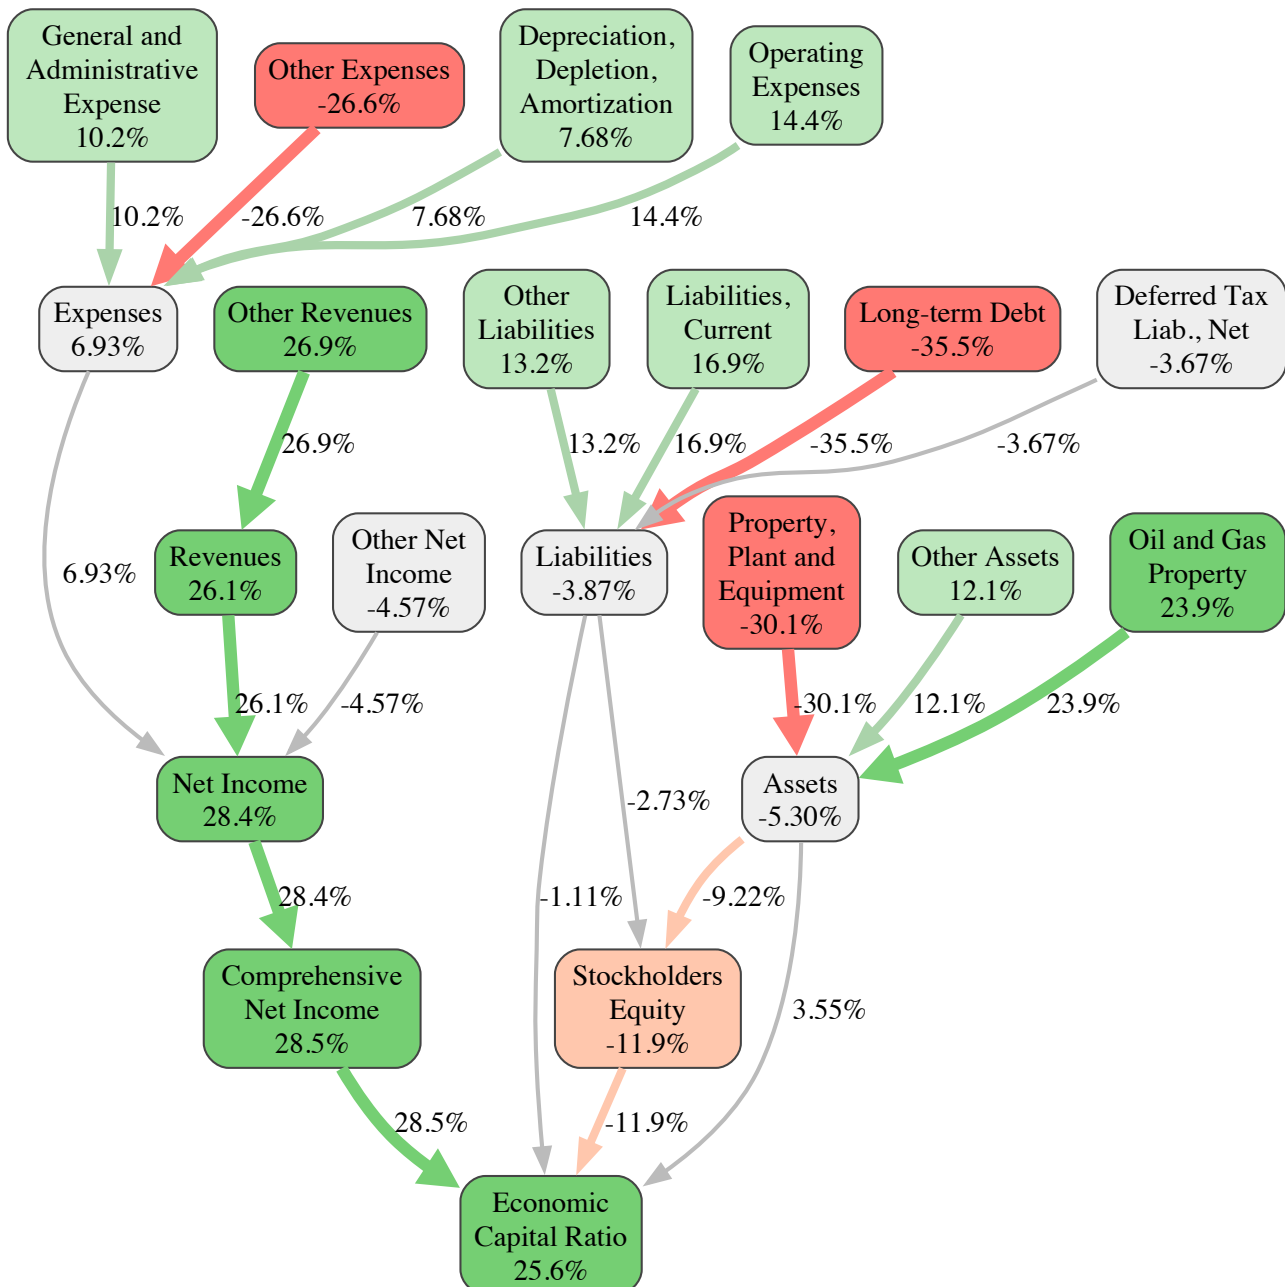 General and
Administrative
Expense
10.2%
Other Expenses
-26.6%
Depreciation,
Depletion,
Amortization
7.68%
Operating
Expenses
14.4%
10.2%
-26.6%
7.68%
14.4%
Expenses
6.93%
Other Revenues
26.9%
Other
Liabilities
13.2%
Liabilities,
Current
16.9%
Long-term Debt
-35.5%
Deferred Tax
Liab., Net
-3.67%
26.9%
13.2%
16.9%
-35.5%
-3.67%
6.93%
Revenues
26.1%
Other Net
Income
-4.57%
Liabilities
-3.87%
Property,
Plant and
Equipment
-30.1%
Other Assets
12.1%
Oil and Gas
Property
23.9%
26.1%
-4.57%
-30.1%
12.1%
23.9%
Net Income
28.4%
-2.73%
Assets
-5.30%
28.4%
-1.11%
-9.22%
Comprehensive
Net Income
28.5%
Stockholders
Equity
-11.9%
3.55%
28.5%
-11.9%
Economic
Capital Ratio
25.6%